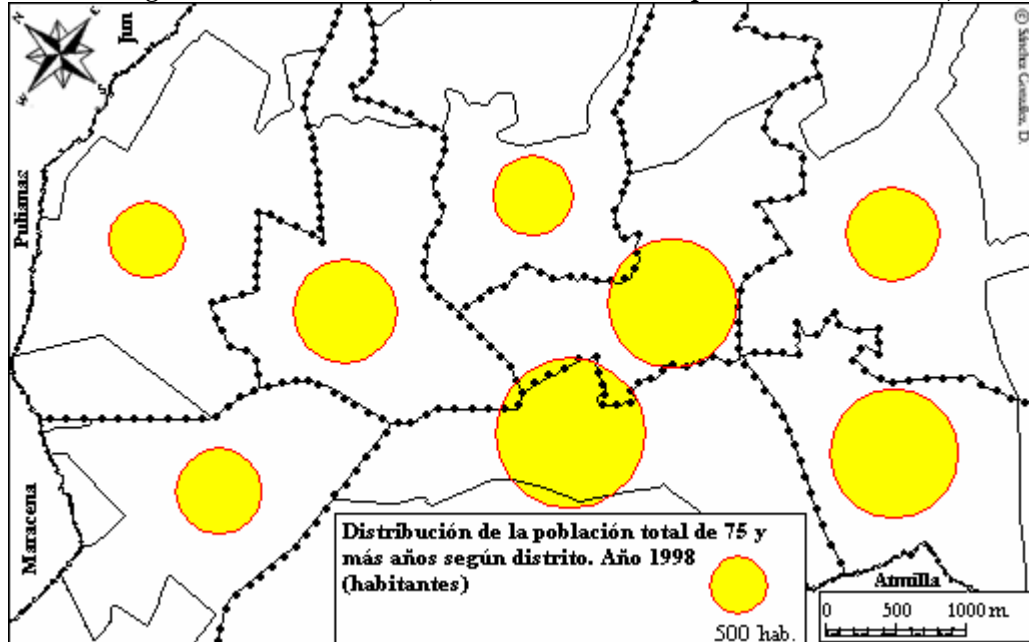 N
E
S
W
Jun
© Sánchez González, D.
Pulianas
Maracena
Distribución de la población total de 75 y
más años según distrito. Año 1998
(habitantes)
500 hab.
Armilla
0 500 1000 m.